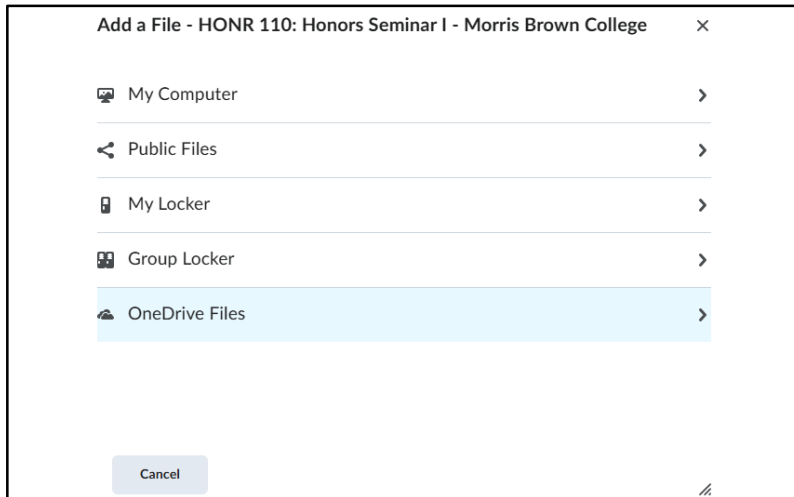 Add a File - HONR 110: Honors Seminar I - Morris Brown College
My Computer
Public Files
My Locker
Group Locker
OneDrive Files
Cancel